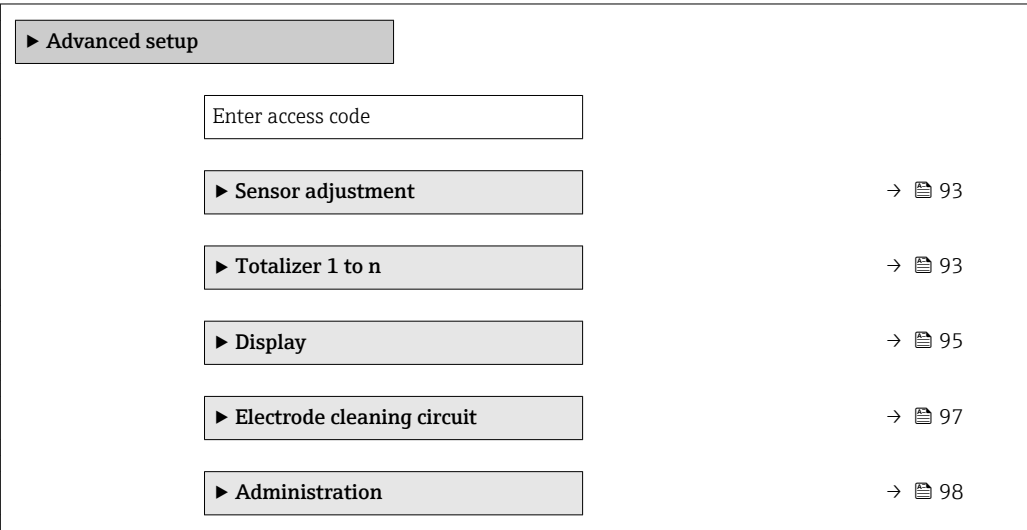 ▶ Advanced setup
Enter access code
▶ Sensor adjustment → 93
▶ Totalizer 1 to n → 93
▶ Display → 95
▶ Electrode cleaning circuit → 97
▶ Administration → 98